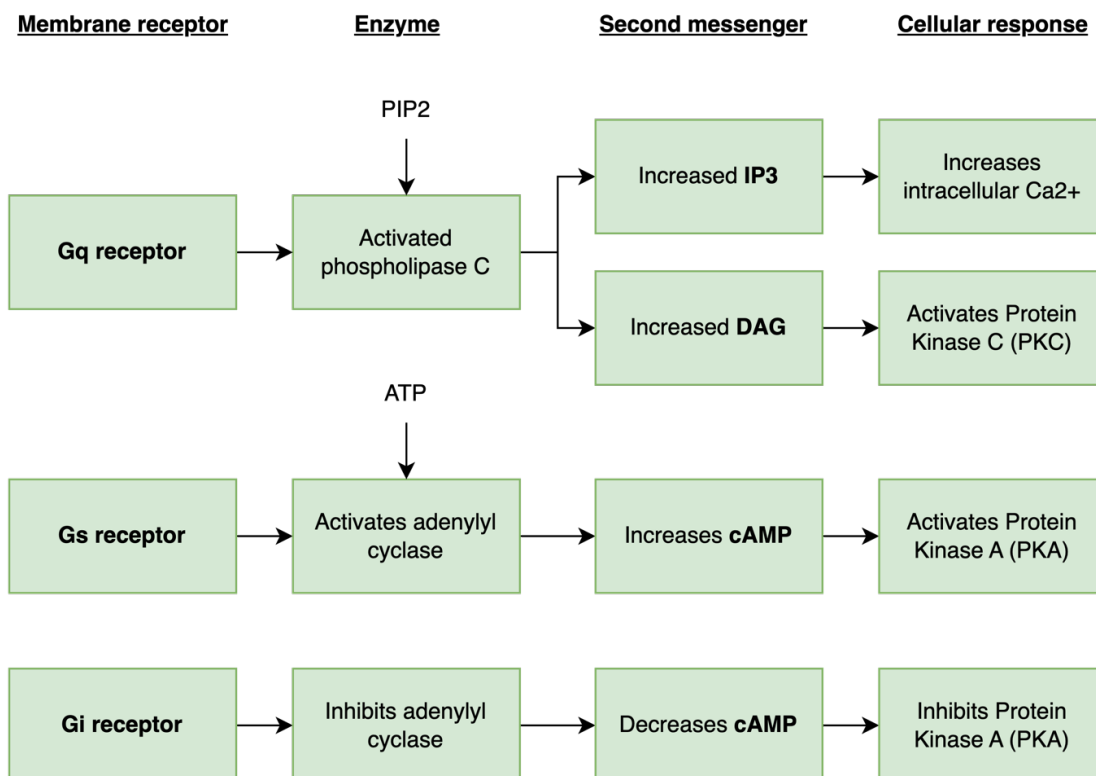 Membrane receptor
Enzyme
Second messenger
Cellular response
PIP2
Gq receptor
Activated
phospholipase C
Increased IP3
Increases
intracellular Ca2+
Increased DAG
Activates Protein
Kinase C (PKC)
ATP
Gs receptor
Activates adenylyl
cyclase
Increases cAMP
Activates Protein
Kinase A (PKA)
Gi receptor
Inhibits adenylyl
cyclase
Decreases cAMP
Inhibits Protein
Kinase A (PKA)